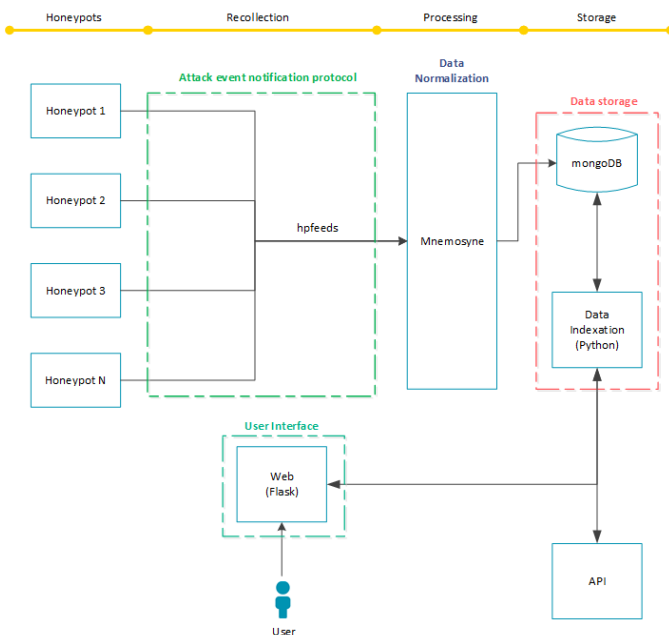 Honeypots
Recollection
Processing
Storage
Attack event notification protocol
Data
Normalization
Data storage
Honeypot 1
Honeypot 2
Honeypot 3
Honeypot N
hpfeeds
Mnemosyne
mongoDB
Data
Indexation
(Python)
User Interface
Web
(Flask)
API
User